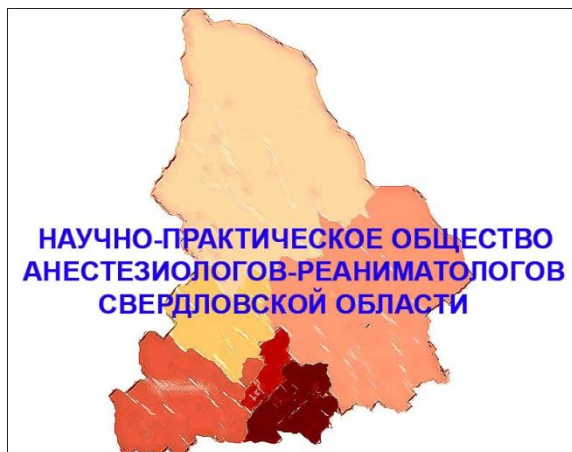 НАУЧНО-ПРАКТИЧЕСКОЕ ОБЩЕСТВО
АНЕСТЕЗИОЛОГОВ-РЕАНИМАТОЛОГОВ
СВЕРДЛОВСКОЙ ОБЛАСТИ